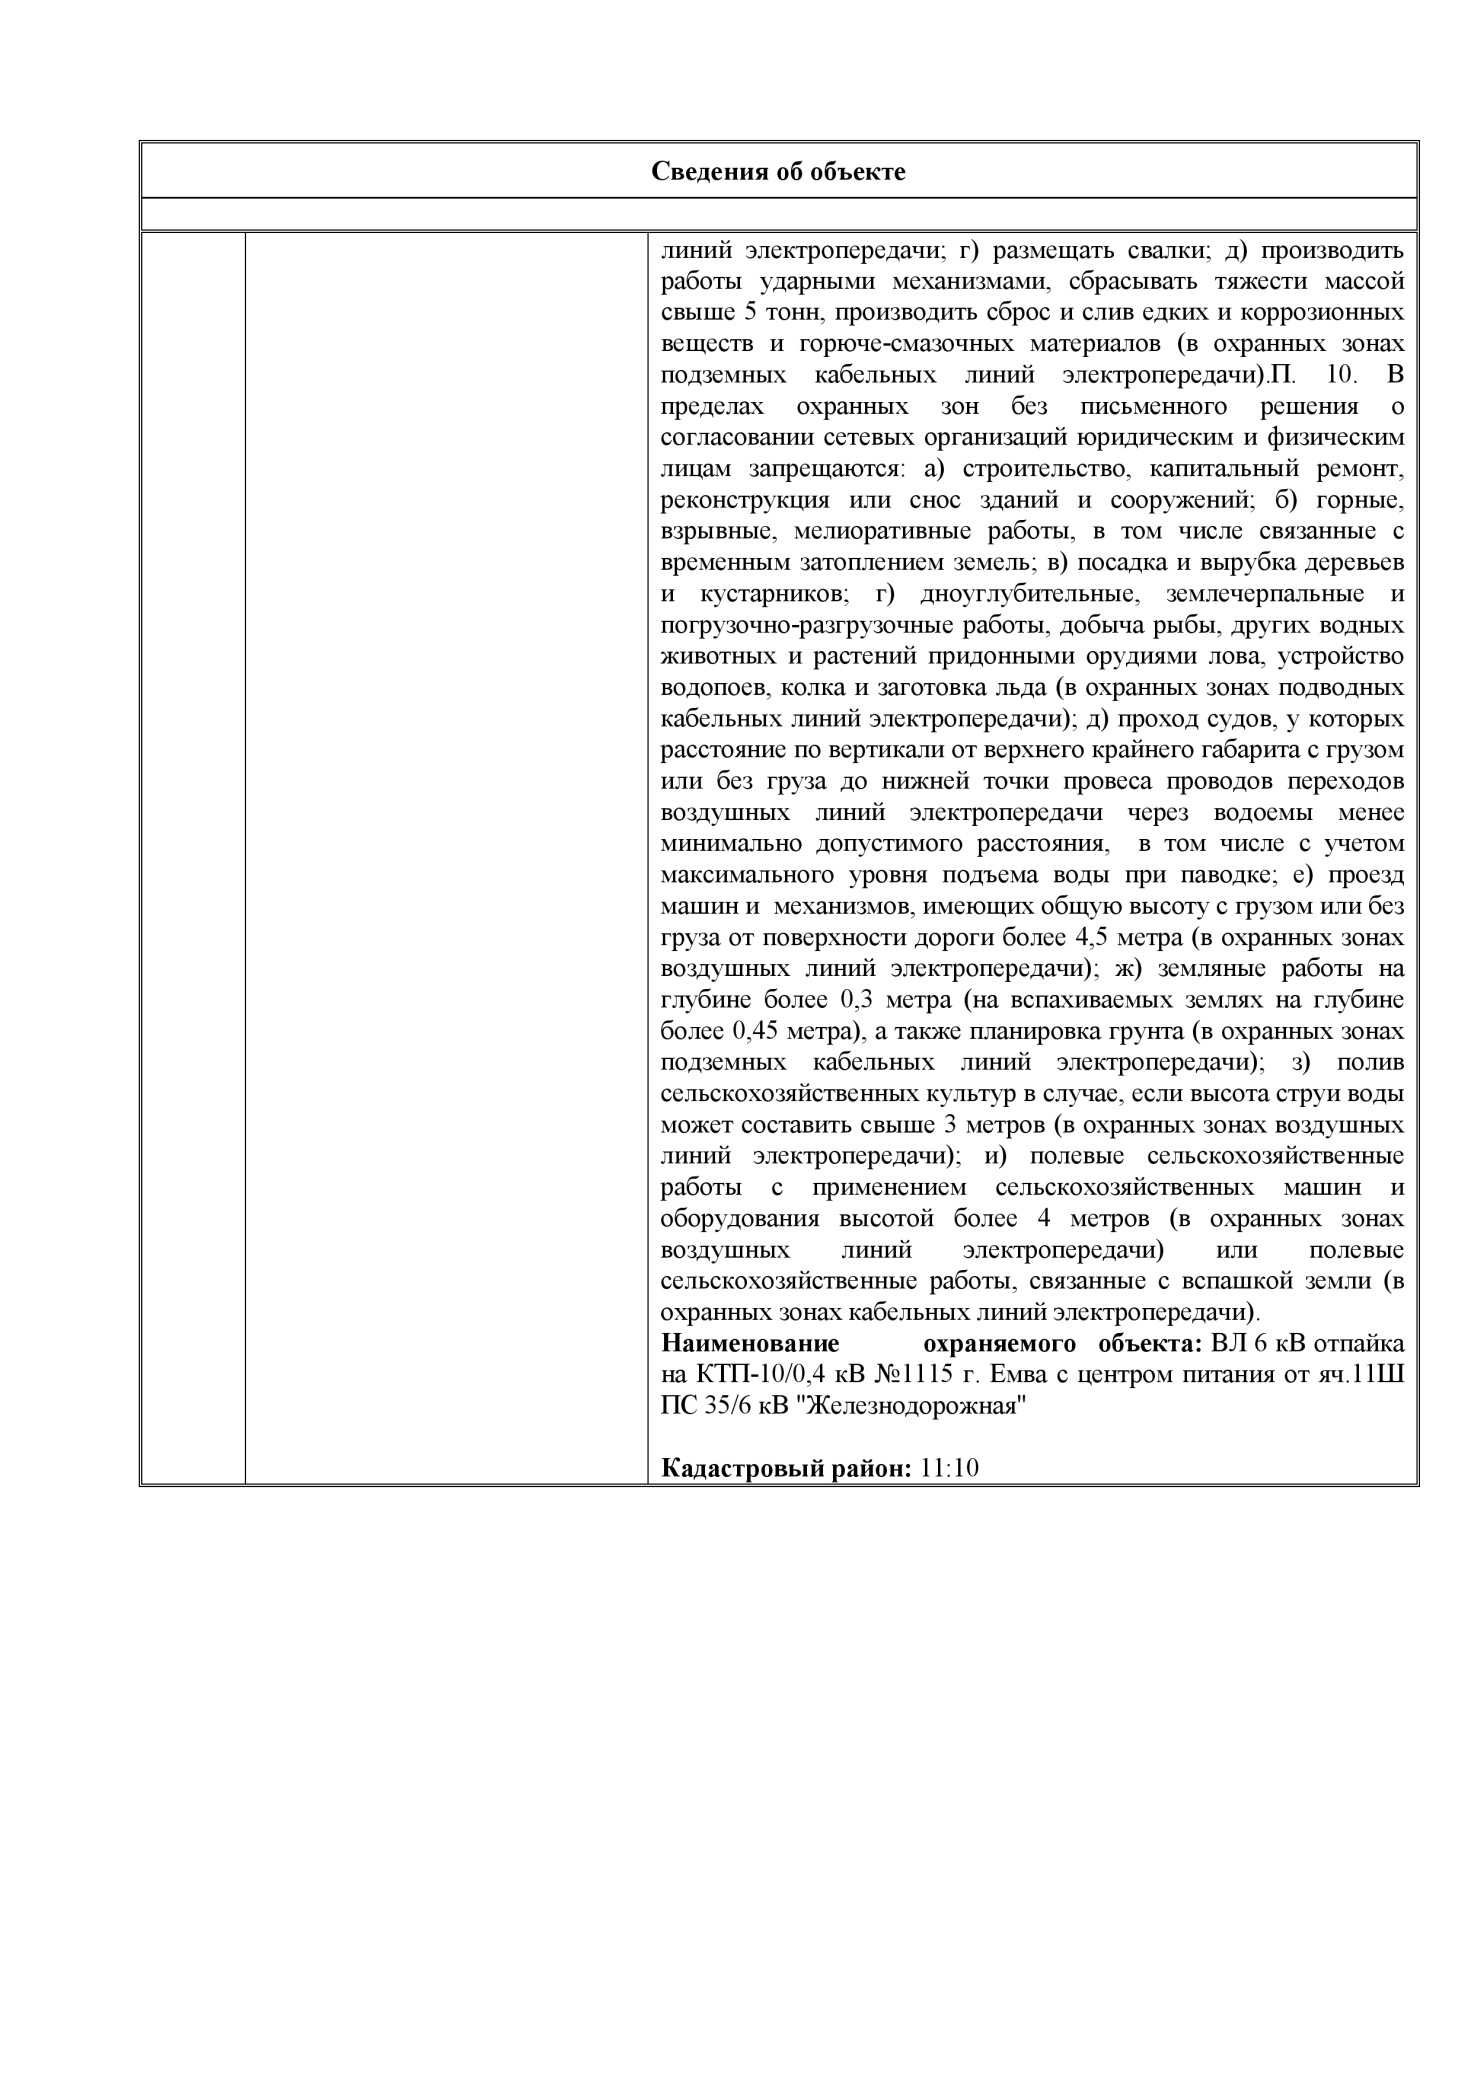 Сведения об объекте
линий электропередачи; г) размещать свалки; д) производить
работы ударными механизмами, сбрасывать тяжести массой
свыше 5 тонн, производить сброс и слив едких и коррозионных
веществ и горюче-смазочных материалов (в охранных зонах
подземных кабельных линий электропередачи).П. 10. В
пределах охранных зон без письменного решения о
согласовании сетевых организаций юридическим и физическим
лицам запрещаются: а) строительство, капитальный ремонт,
реконструкция или снос зданий и сооружений; б) горные,
взрывные, мелиоративные работы, в том числе связанные с
временным затоплением земель; в) посадка и вырубка деревьев
и кустарников; г) дноуглубительные, землечерпальные и
погрузочно-разгрузочные работы, добыча рыбы, других водных
животных и растений придонными орудиями лова, устройство
водопоев, колка и заготовка льда (в охранных зонах подводных
кабельных линий электропередачи); д) проход судов, у которых
расстояние по вертикали от верхнего крайнего габарита с грузом
или без груза до нижней точки провеса проводов переходов
воздушных линий электропередачи через водоемы менее
минимально допустимого расстояния, в том числе с учетом
максимального уровня подъема воды при паводке; е) проезд
машин и механизмов, имеющих общую высоту с грузом или без
груза от поверхности дороги более 4,5 метра (в охранных зонах
воздушных линий электропередачи); ж) земляные работы на
глубине более 0,3 метра (на вспахиваемых землях на глубине
более 0,45 метра), а также планировка грунта (в охранных зонах
подземных кабельных линий электропередачи); з) полив
сельскохозяйственных культур в случае, если высота струи воды
может составить свыше 3 метров (в охранных зонах воздушных
линий электропередачи); и) полевые сельскохозяйственные
работы с применением сельскохозяйственных машин и
оборудования высотой более 4 метров (в охранных зонах
воздушных линий электропередачи) или полевые
сельскохозяйственные работы, связанные с вспашкой земли (в
охранных зонах кабельных линий электропередачи).
Наименование охраняемого объекта: ВЛ 6 кВ отпайка
на КТП-10/0,4 кВ №1115 г. Емва с центром питания от яч.11Ш
ПС 35/6 кВ "Железнодорожная"
Кадастровый район: 11:10